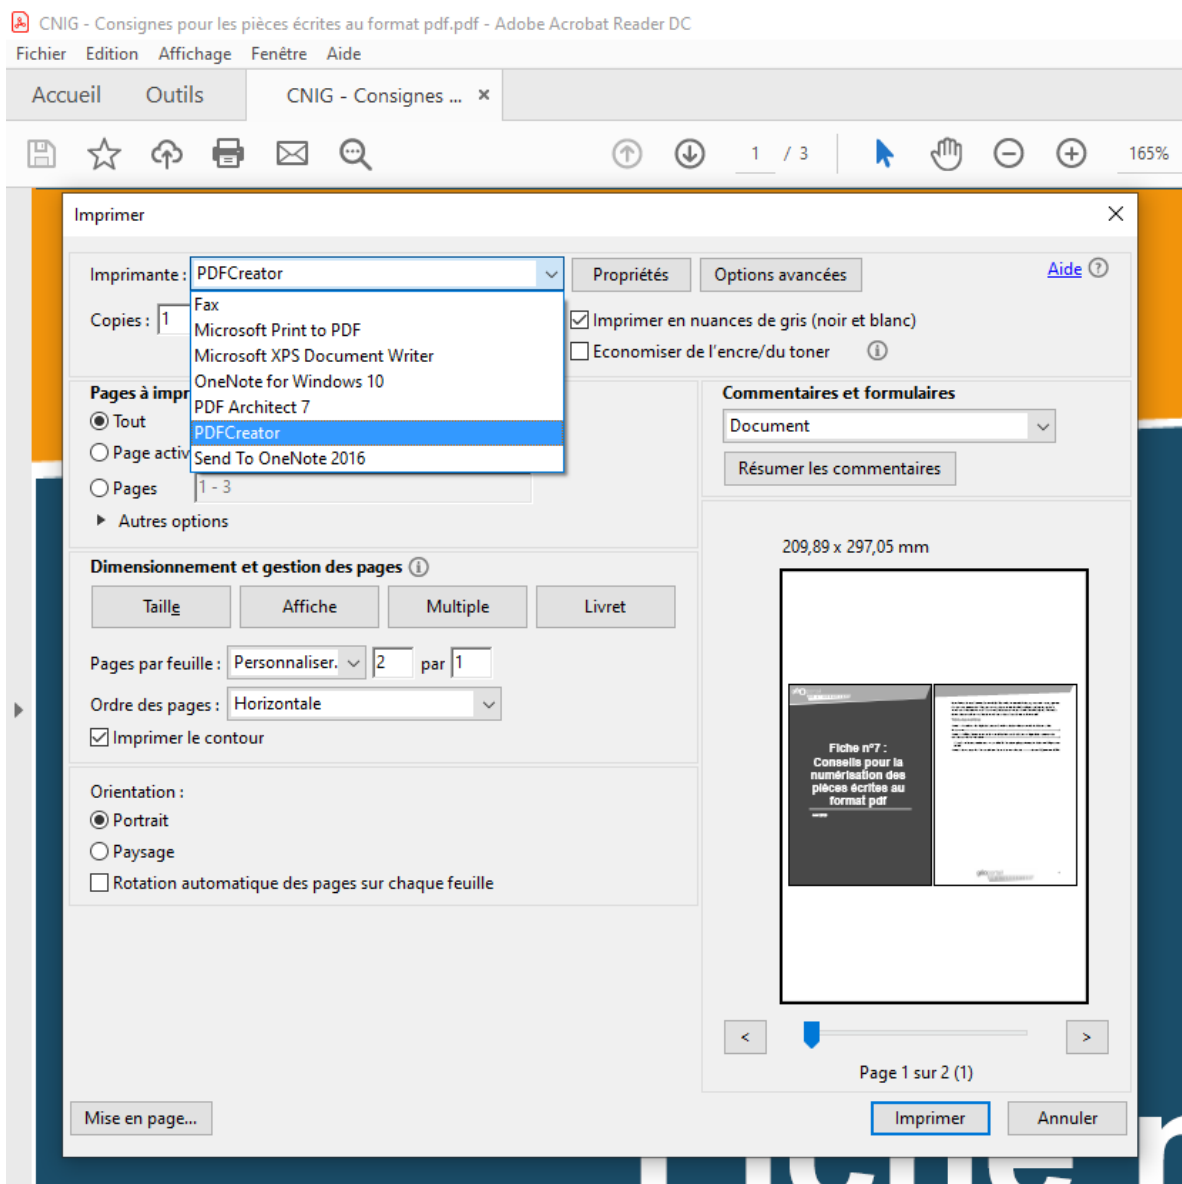 CNIG - Consignes pour les pièces écrites au format pdf.pdf - Adobe Acrobat Reader DC
Fichier Edition Affichage Fenêtre Aide
Accueil Outils CNIG - Consignes ... ×
1 / 3 165%
Imprimer
Imprimante : PDFCreator Propriétés Options avancées Aide ?
Fax
Copies : 1 Imprimer en nuances de gris (noir et blanc)
Microsoft Print to PDF
Microsoft XPS Document Writer Economiser de l'encre/du toner
OneNote for Windows 10
Pages à impr Commentaires et formulaires
PDF Architect 7
Tout Document
PDFCreator
Page activ
Send To OneNote 2016 Résumer les commentaires
Pages 1 - 3
Autres options
209,89 x 297,05 mm
Dimensionnement et gestion des pages
Taille Affiche Multiple Livret
Pages par feuille : Personnaliser. 2 par 1
Ordre des pages : Horizontale
Imprimer le contour
Fiche n°7 :
Conseils pour la
numérisation des
pièces écrites au
format pdf
Orientation :
Portrait
Paysage
Rotation automatique des pages sur chaque feuille
< >
Page 1 sur 2 (1)
Mise en page... Imprimer Annuler
Fiche n